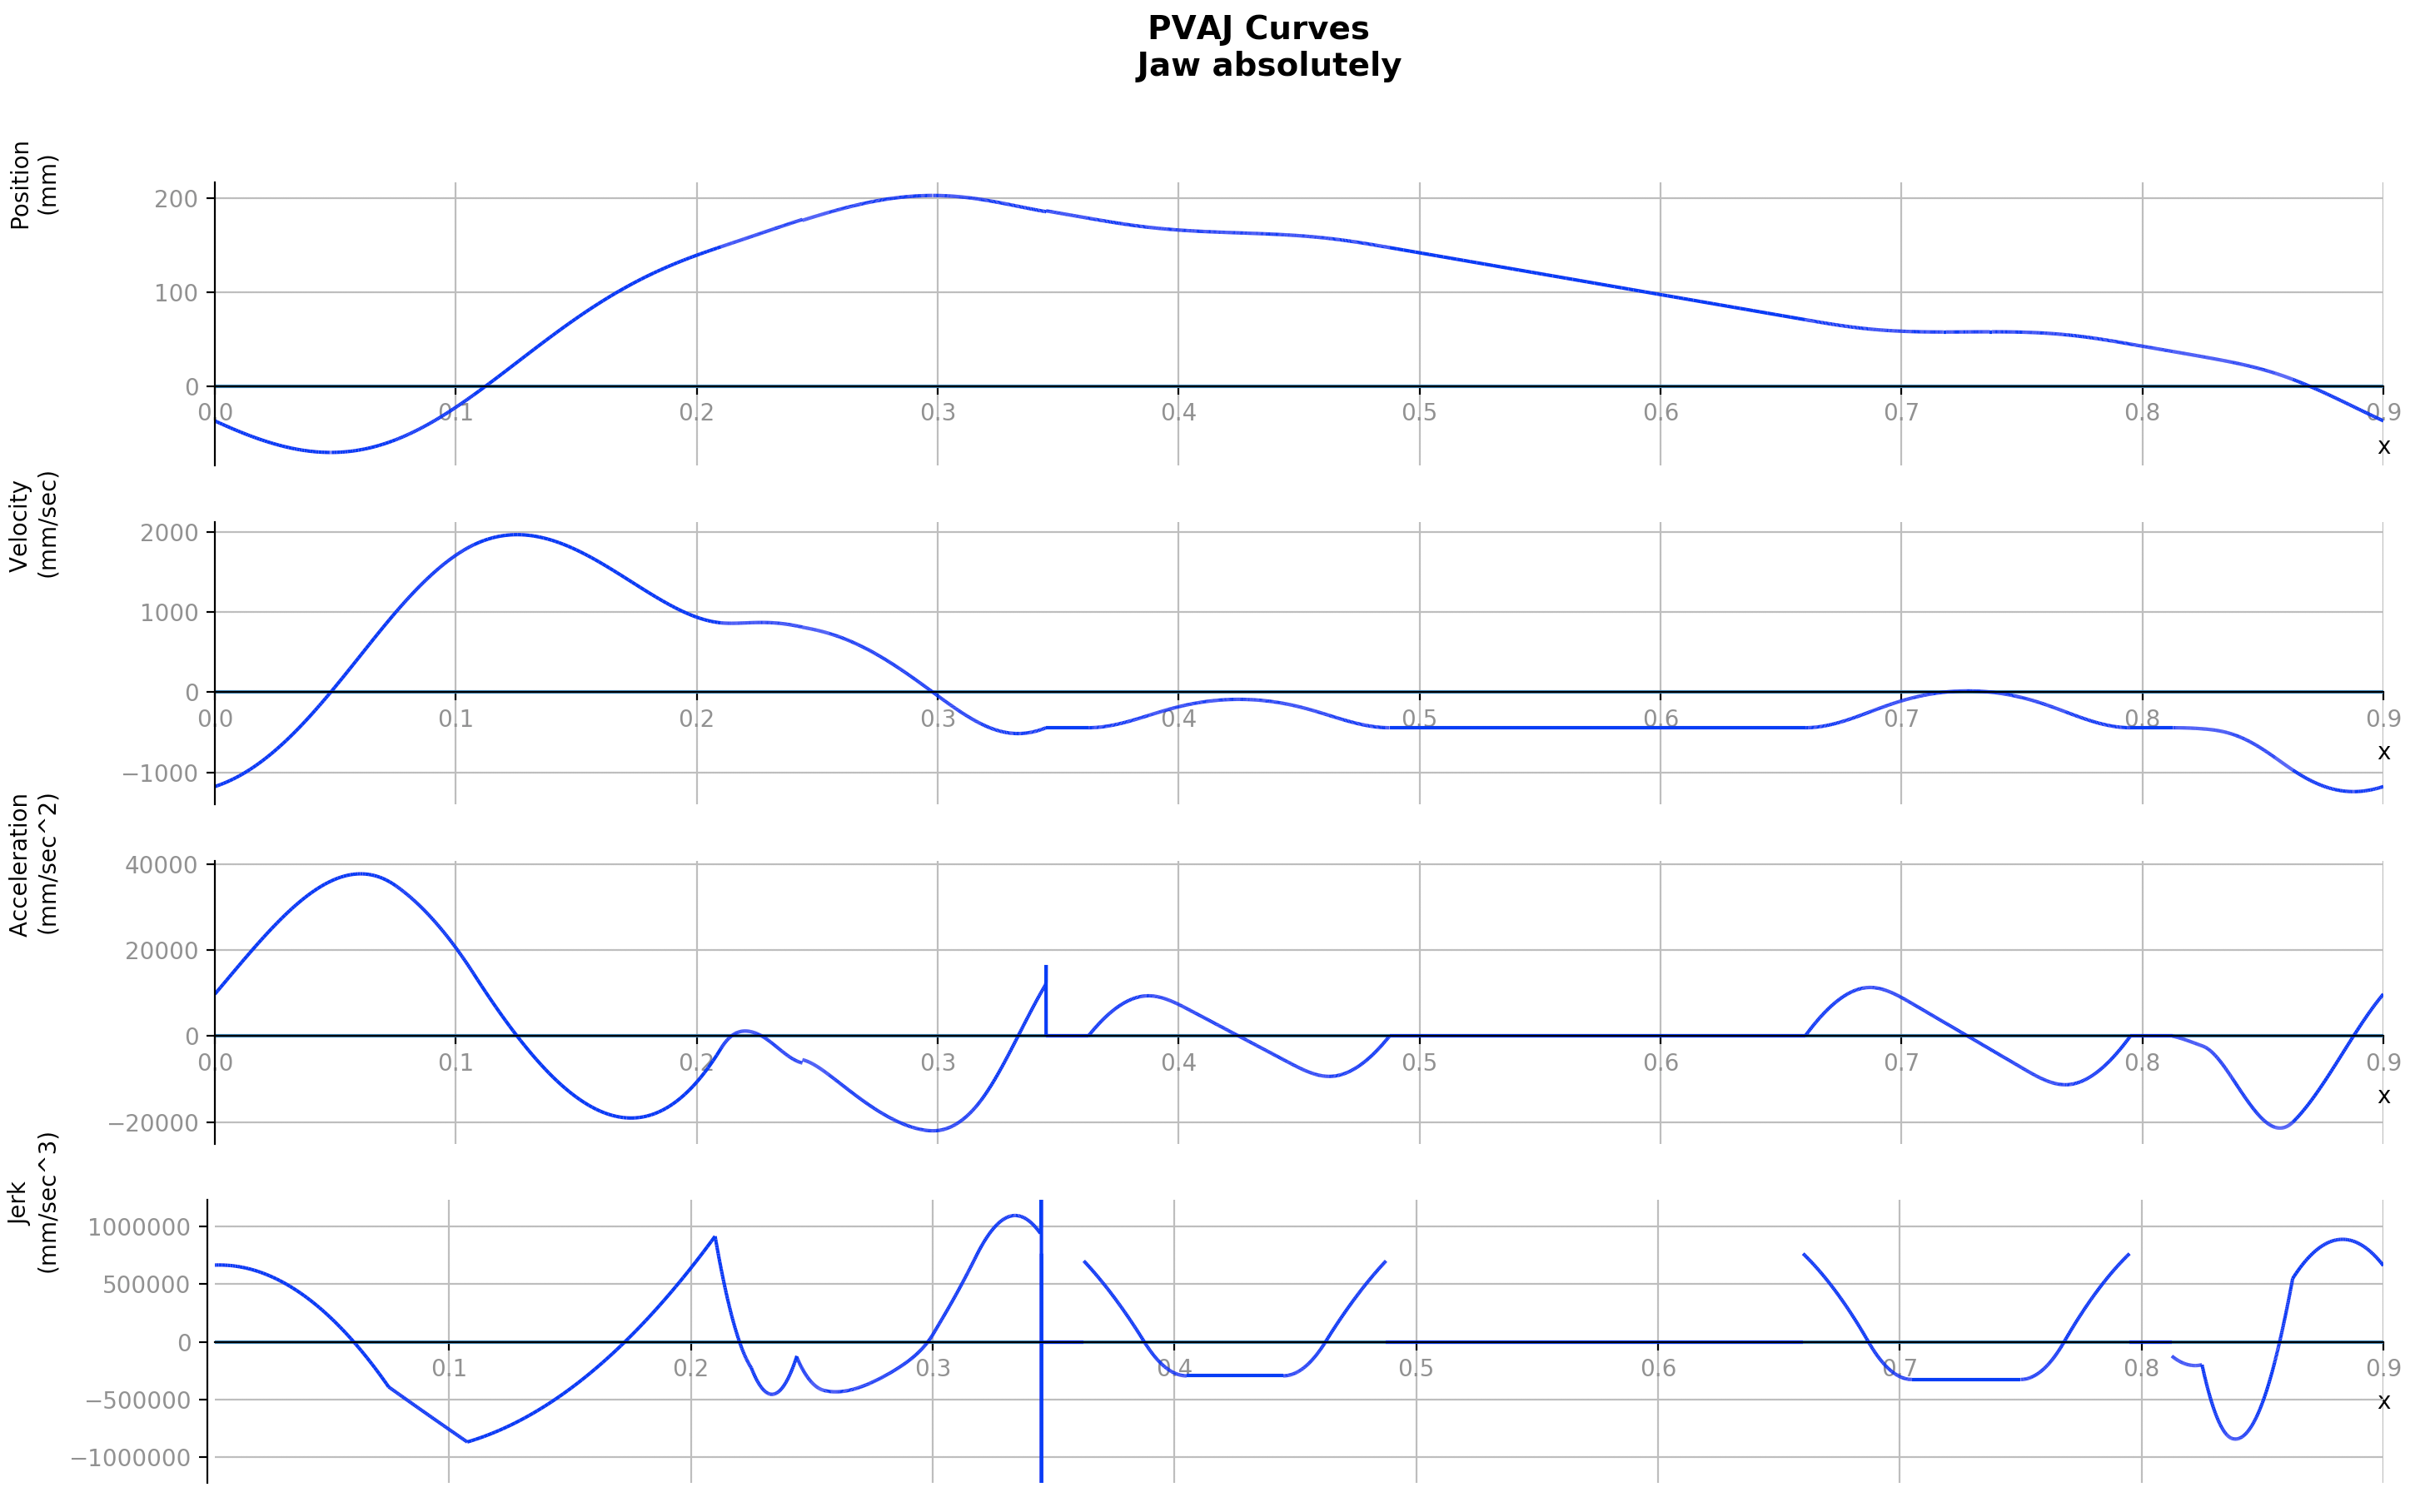 PVAJ Curves
Jaw absolutely
Position
(mm)
200
100
0
0.0 0.1 0.2 0.3 0.4 0.5 0.6 0.7 0.8 0.9
x
Velocity
(mm/sec)
2000
1000
0
−1000
0.0 0.1 0.2 0.3 0.4 0.5 0.6 0.7 0.8 0.9
x
Acceleration
(mm/sec^2)
40000
20000
0
−20000
0.0 0.1 0.2 0.3 0.4 0.5 0.6 0.7 0.8 0.9
x
Jerk
(mm/sec^3)
1000000
500000
0
−500000
−1000000
0.1 0.2 0.3 0.4 0.5 0.6 0.7 0.8 0.9
x